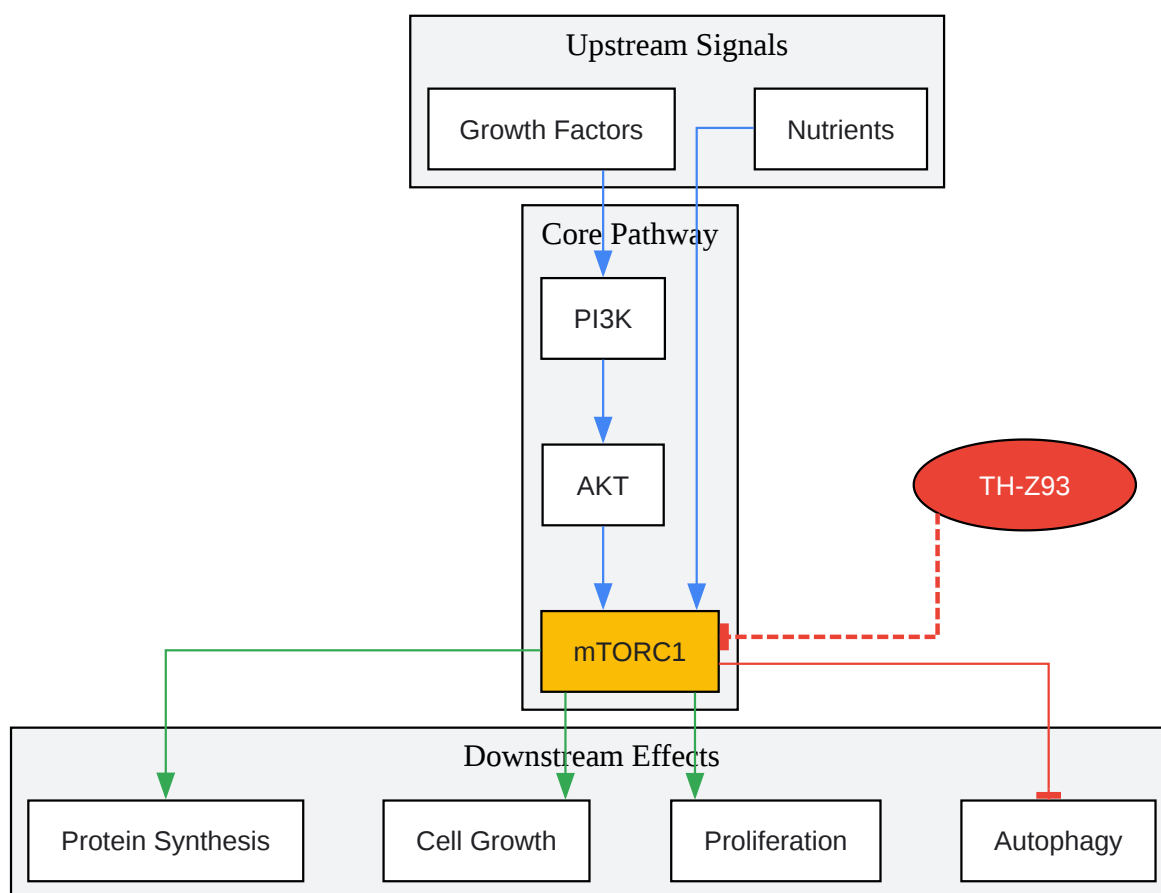 Upstream Signals
Growth Factors
Nutrients
Core Pathway
PI3K
AKT
TH-Z93
mTORC1
Downstream Effects
Protein Synthesis
Cell Growth
Proliferation
Autophagy